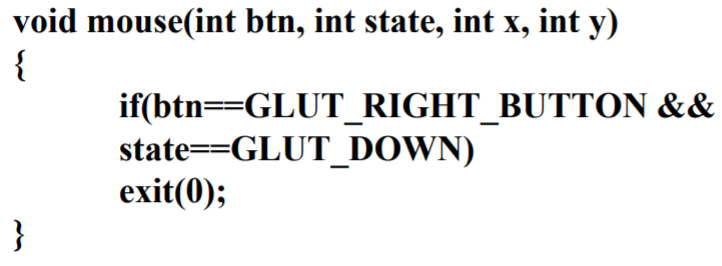 void mouse(int btn, int state, int x, int y)
{
if(btn==GLUT_RIGHT_BUTTON &&
state==GLUT_DOWN)
exit(0);
}